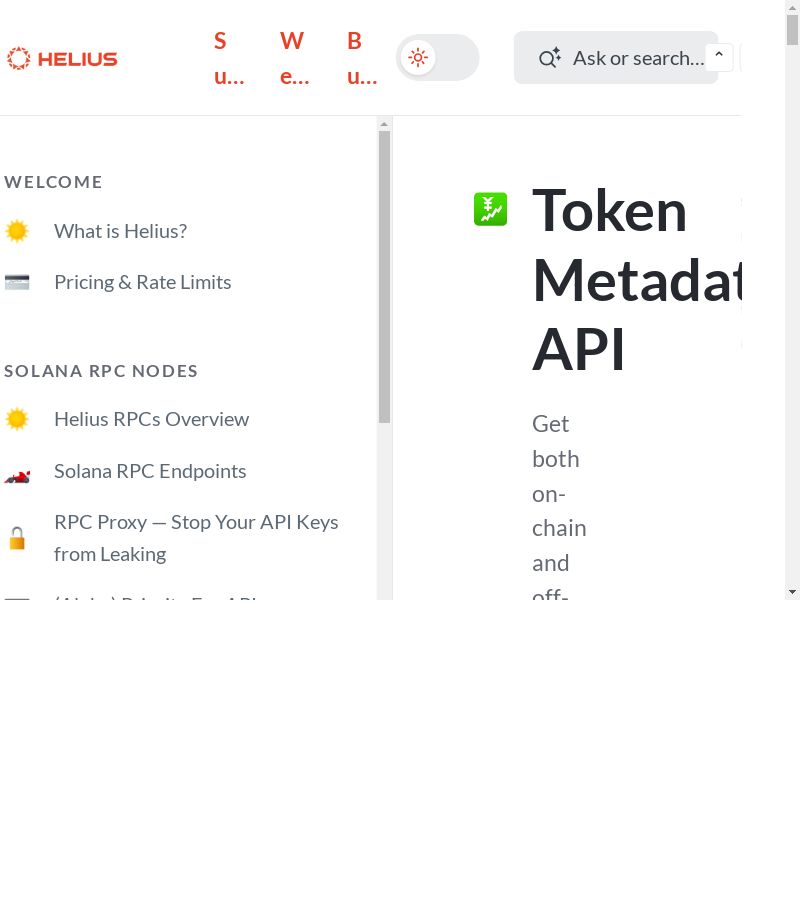 HELIUS
S
u...
W
e...
B
u...
Ask or search...
WELCOME
What is Helius?
Pricing & Rate Limits
SOLANA RPC NODES
Helius RPCs Overview
Solana RPC Endpoints
RPC Proxy — Stop Your API Keys
from Leaking
Token
Metadat
API
Get
both
on-
chain
and
off-